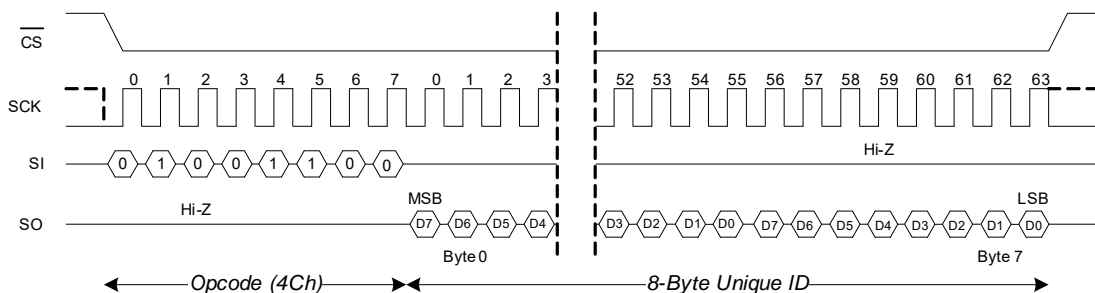 CS
0 1 2 3 4 5 6 7 0 1 2 3 52 53 54 55 56 57 58 59 60 61 62 63
SCK
Hi-Z
SI 0 1 0 0 1 1 0 0
MSB LSB
Hi-Z
SO D7 D6 D5 D4 D3 D2 D1 D0 D7 D6 D5 D4 D3 D2 D1 D0
Byte 0 Byte 7
Opcode (4Ch) 8-Byte Unique ID